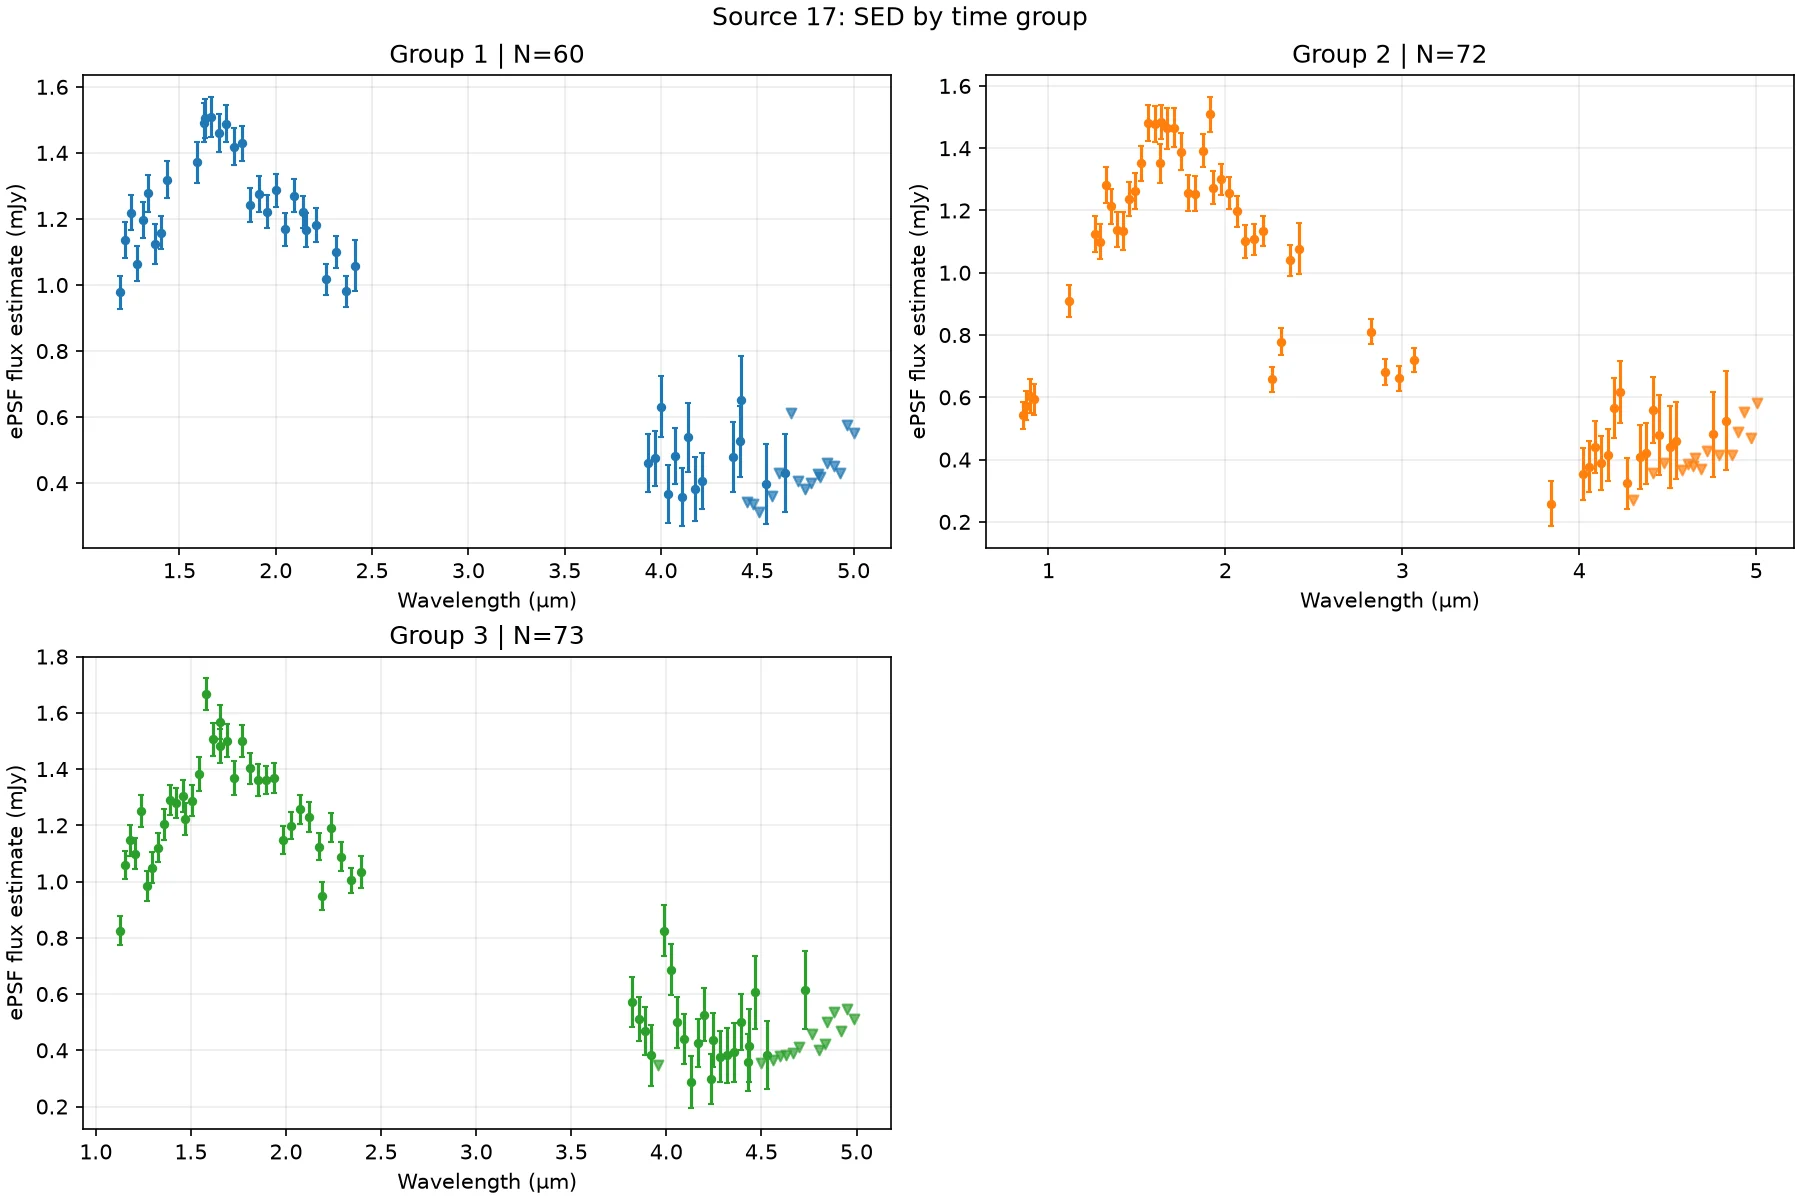 Source 17: SED by time group
Group 1 | N=60
ePSF flux estimate (mJy)
1.6
1.4
1.2
1.0
0.8
0.6
0.4
1.5 2.0 2.5 3.0 3.5 4.0 4.5 5.0
Wavelength (μm)
Group 2 | N=72
ePSF flux estimate (mJy)
1.6
1.4
1.2
1.0
0.8
0.6
0.4
0.2
1 2 3 4 5
Wavelength (μm)
Group 3 | N=73
ePSF flux estimate (mJy)
1.8
1.6
1.4
1.2
1.0
0.8
0.6
0.4
0.2
1.0 1.5 2.0 2.5 3.0 3.5 4.0 4.5 5.0
Wavelength (μm)